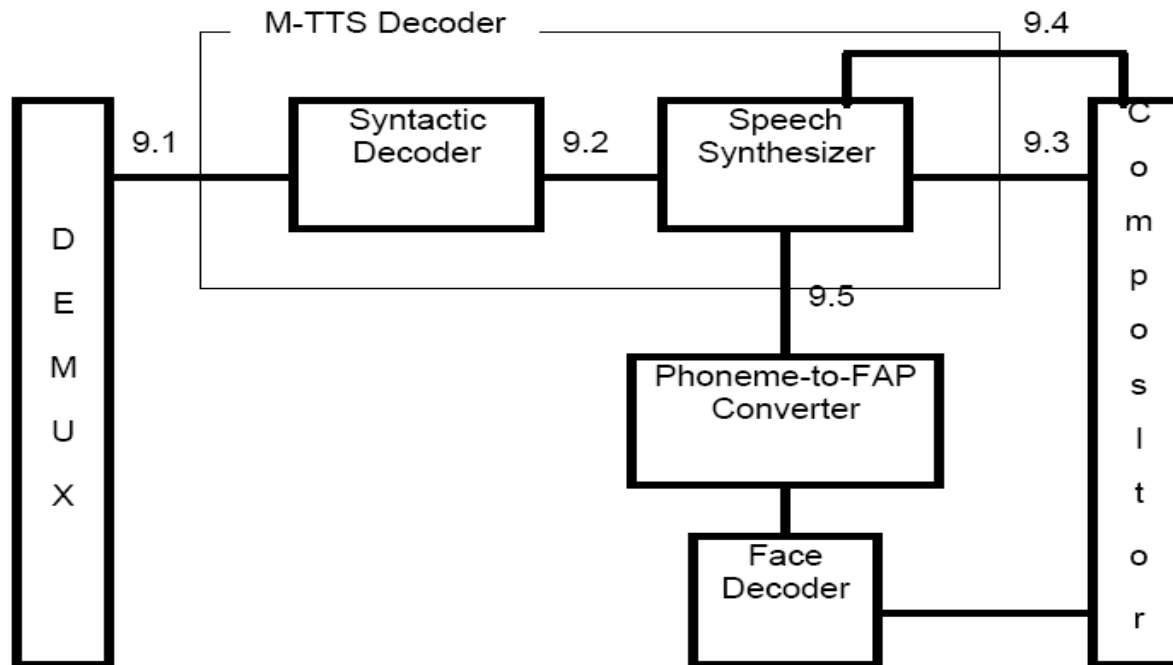 M-TTS Decoder
9.4
9.1
Syntactic
Decoder
9.2
Speech
Synthesizer
9.3
D
E
M
U
X
9.5
Phoneme-to-FAP
Converter
Face
Decoder
C
o
m
p
o
s
I
t
o
r